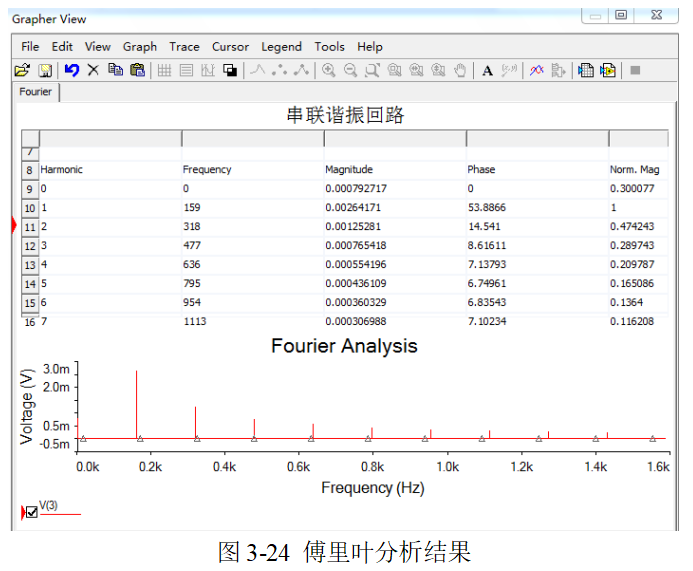 Grapher View
File Edit View Graph Trace Cursor Legend Tools Help
Fourier
串联谐振回路
7
8 Harmonic Frequency Magnitude Phase Norm. Mag
9 0 0 0.000792717 0 0.300077
10 1 159 0.00264171 53.8866 1
11 2 318 0.00125281 14.541 0.474243
12 3 477 0.000765418 8.61611 0.289743
13 4 636 0.000554196 7.13793 0.209787
14 5 795 0.000436109 6.74961 0.165086
15 6 954 0.000360329 6.83543 0.1364
16 7 1113 0.000306988 7.10234 0.116208
Fourier Analysis
Voltage (V)
3.0m
2.0m
0.5m
-0.5m
0.0k 0.2k 0.4k 0.6k 0.8k 1.0k 1.2k 1.4k 1.6k
Frequency (Hz)
V(3)
图 3-24 傅里叶分析结果